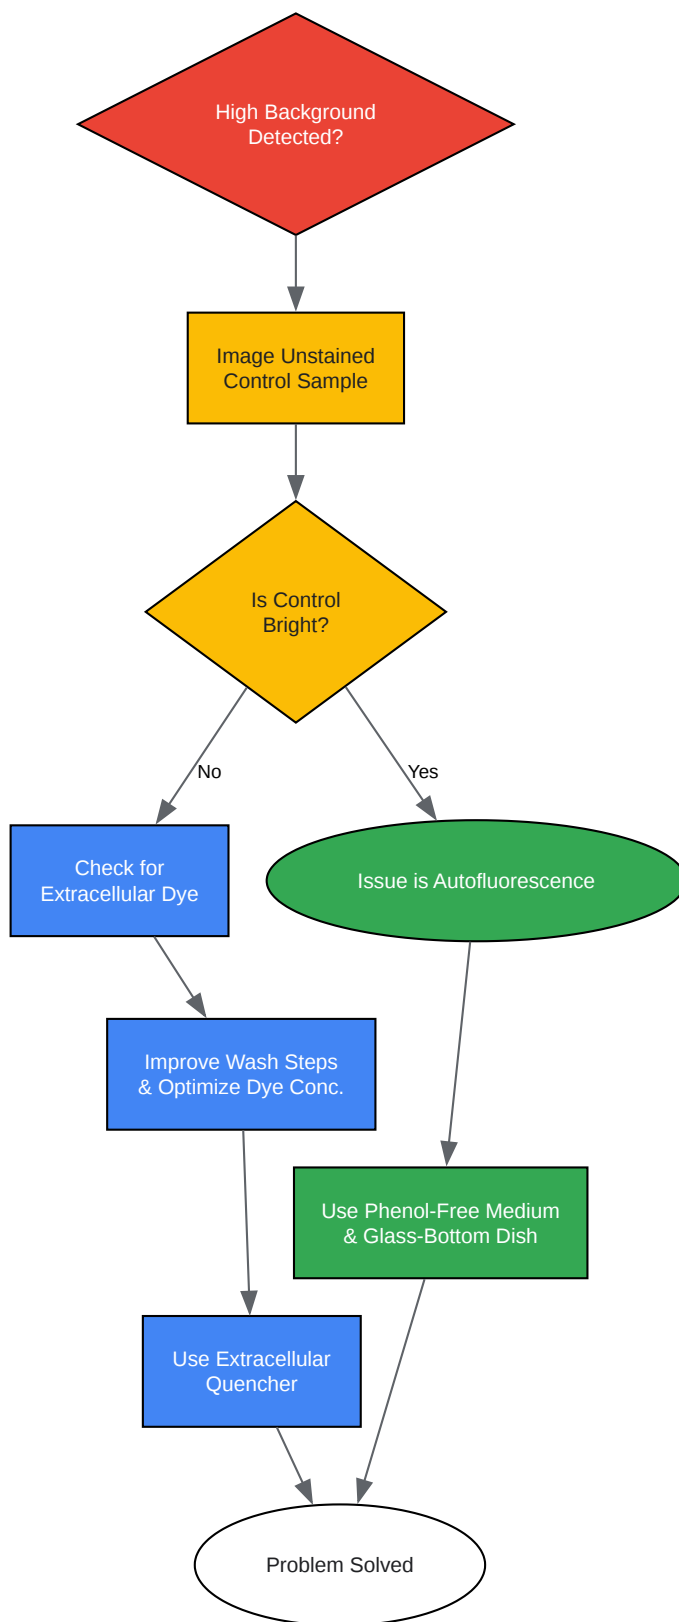 High Background
Detected?
Image Unstained
Control Sample
Is Control
Bright?
No
Yes
Check for
Extracellular Dye
Issue is Autofluorescence
Improve Wash Steps
& Optimize Dye Conc.
Use Phenol-Free Medium
& Glass-Bottom Dish
Use Extracellular
Quencher
Problem Solved